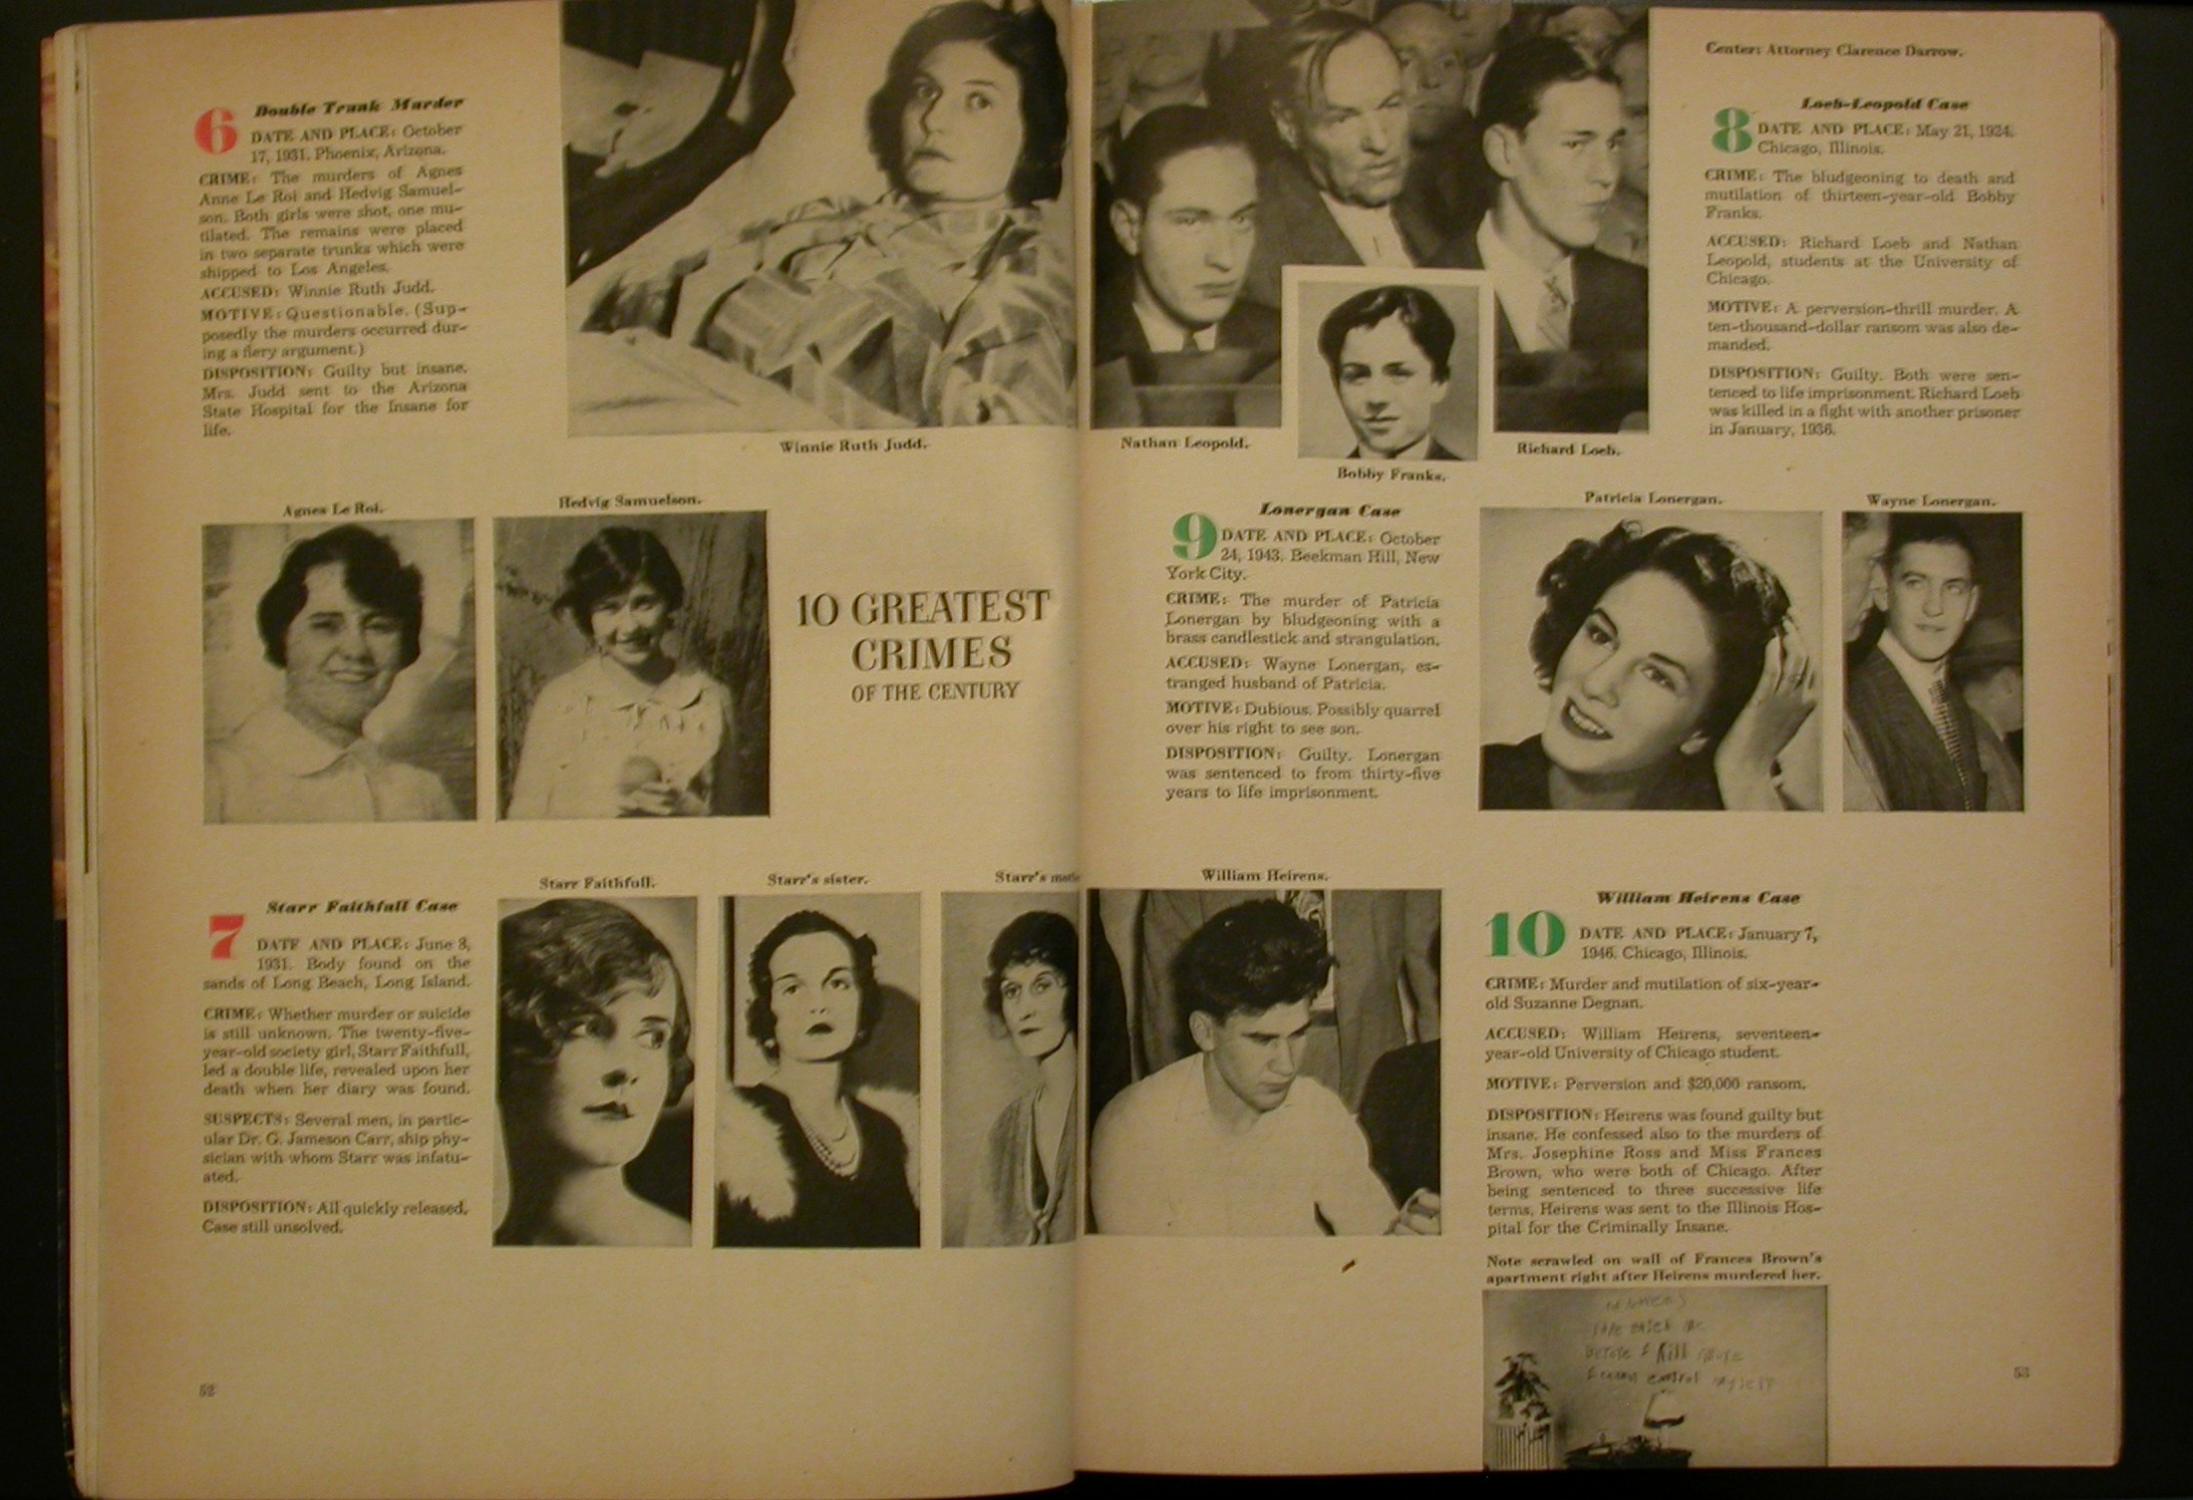 6
Double Trunk Murder
DATE AND PLACE: October
17, 1931. Phoenix, Arizona.
CRIME: The murders of Agnes
Anne Le Roi and Hedvig Samuel-
son. Both girls were shot, one mu-
tilated. The remains were placed
in two separate trunks which were
shipped to Los Angeles.
ACCUSED: Winnie Ruth Judd.
MOTIVE: Questionable. (Sup-
posedly the murders occurred dur-
ing a fiery argument.)
DISPOSITION: Guilty but insane.
Mrs. Judd sent to the Arizona
State Hospital for the Insane for
life.
Winnie Ruth Judd.
Agnes Le Roi.
Hedvig Samuelson.
10 GREATEST
CRIMES
OF THE CENTURY
7
Starr Faithfull Case
DATE AND PLACE: June 8,
1931. Body found on the
sands of Long Beach, Long Island.
CRIME: Whether murder or suicide
is still unknown. The twenty-five-
year-old society girl, Starr Faithfull,
led a double life, revealed upon her
death when her diary was found.
SUSPECTS: Several men, in partic-
ular Dr. G. Jameson Carr, ship phy-
sician with whom Starr was infatu-
ated.
DISPOSITION: All quickly released.
Case still unsolved.
Starr Faithfull.
Starr's sister.
Starr's
52
Center: Attorney Clarence Darrow.
Nathan Leopold.
Bobby Franks.
Richard Loeb.
8
Loeb-Leopold Case
DATE AND PLACE: May 21, 1924.
Chicago, Illinois.
CRIME: The bludgeoning to death and
mutilation of thirteen-year-old Bobby
Franks.
ACCUSED: Richard Loeb and Nathan
Leopold, students at the University of
Chicago.
MOTIVE: A perversion-thrill murder. A
ten-thousand-dollar ransom was also de-
manded.
DISPOSITION: Guilty. Both were sen-
tenced to life imprisonment. Richard Loeb
was killed in a fight with another prisoner
in January, 1936.
9
Lonergan Case
DATE AND PLACE: October
24, 1943. Beekman Hill, New
York City.
CRIME: The murder of Patricia
Lonergan by bludgeoning with a
brass candlestick and strangulation.
ACCUSED: Wayne Lonergan, es-
tranged husband of Patricia.
MOTIVE: Dubious. Possibly quarrel
over his right to see son.
DISPOSITION: Guilty. Lonergan
was sentenced to from thirty-five
years to life imprisonment.
Patricia Lonergan.
Wayne Lonergan.
William Heirens.
10
William Heirens Case
DATE AND PLACE: January 7,
1946. Chicago, Illinois.
CRIME: Murder and mutilation of six-year-
old Suzanne Degnan.
ACCUSED: William Heirens, seventeen-
year-old University of Chicago student.
MOTIVE: Perversion and $20,000 ransom.
DISPOSITION: Heirens was found guilty but
insane. He confessed also to the murders of
Mrs. Josephine Ross and Miss Frances
Brown, who were both of Chicago. After
being sentenced to three successive life
terms, Heirens was sent to the Illinois Hos-
pital for the Criminally Insane.
Note scrawled on wall of Frances Brown's
apartment right after Heirens murdered her.
catch me
Before I kill more
I cannot control myself
53